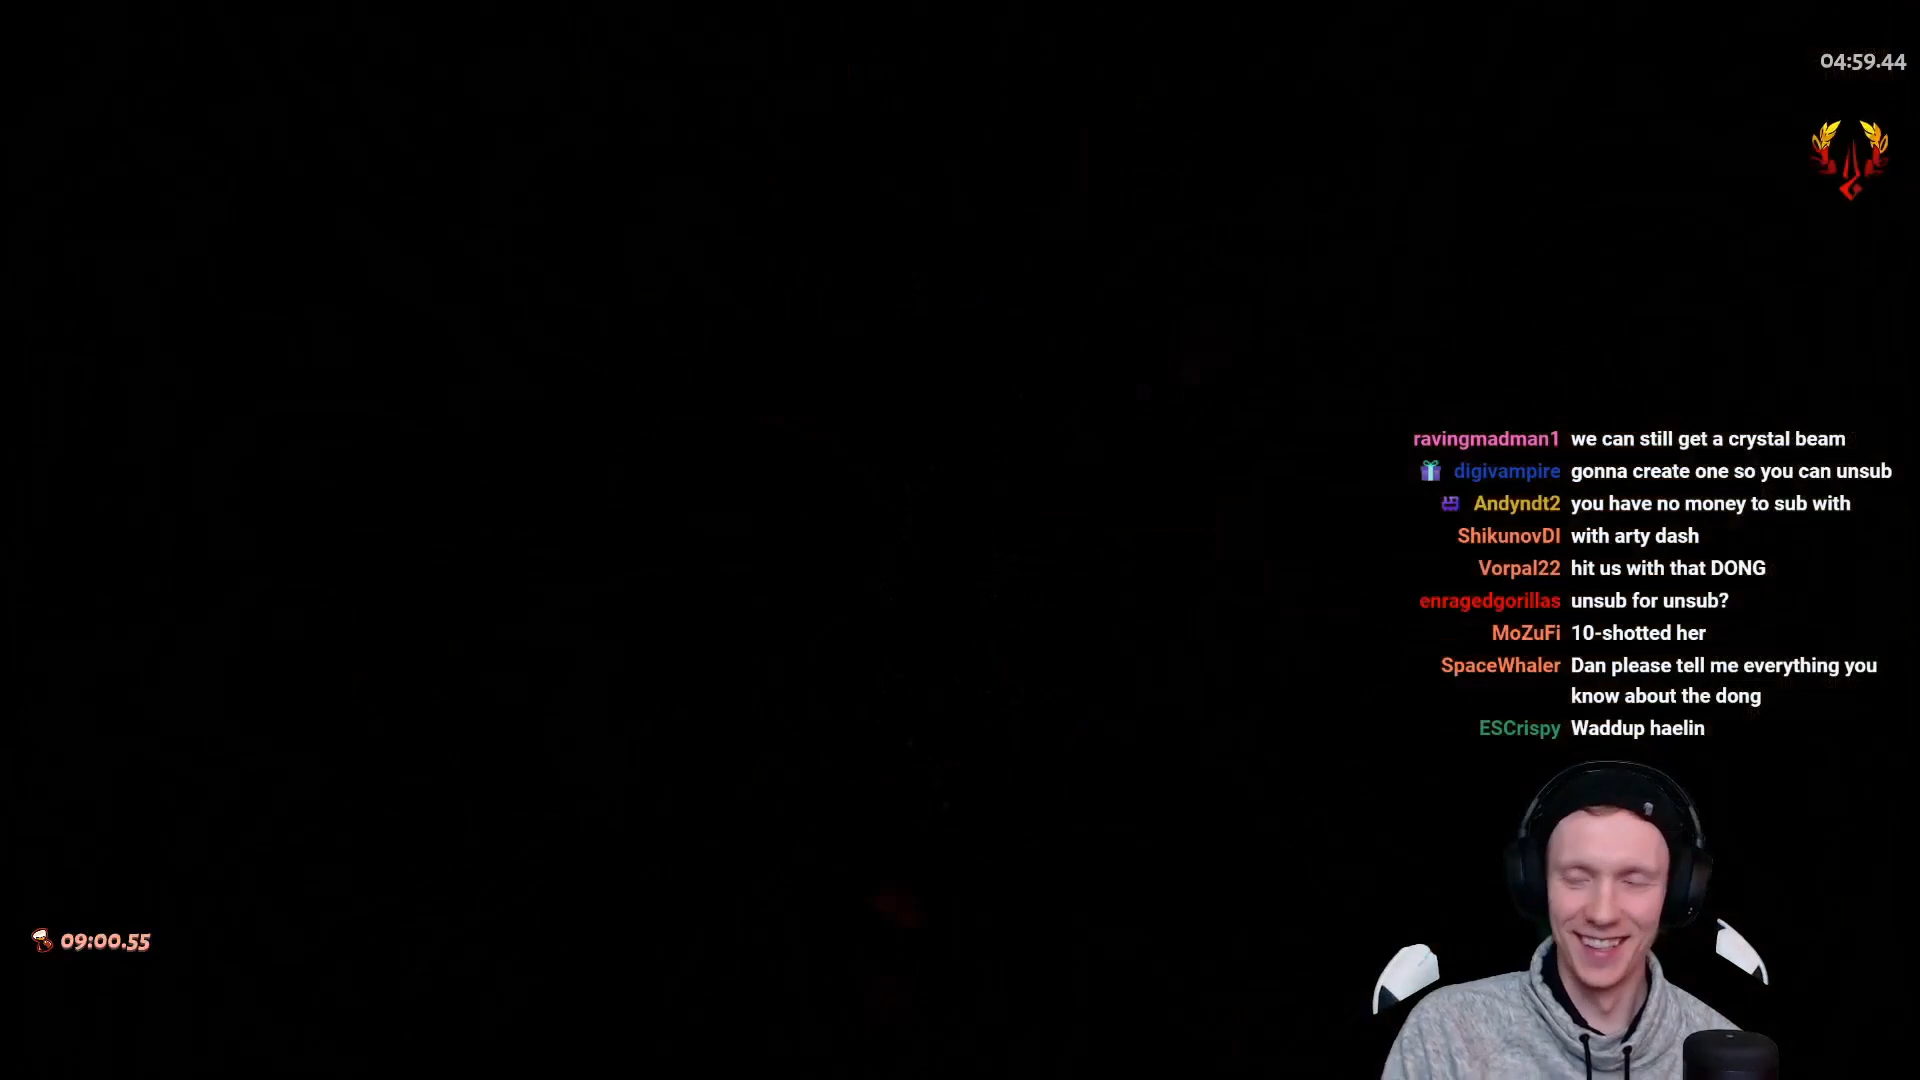 04:59.44
ravingmadman1 we can still get a crystal beam
digivampire gonna create one so you can unsub
Andyndt2 you have no money to sub with
ShikunovDI with arty dash
Vorpal22 hit us with that DONG
enragedgorillas unsub for unsub?
MoZuFi 10-shotted her
SpaceWhaler Dan please tell me everything you
know about the dong
ESCrispy Waddup haelin
09:00.55